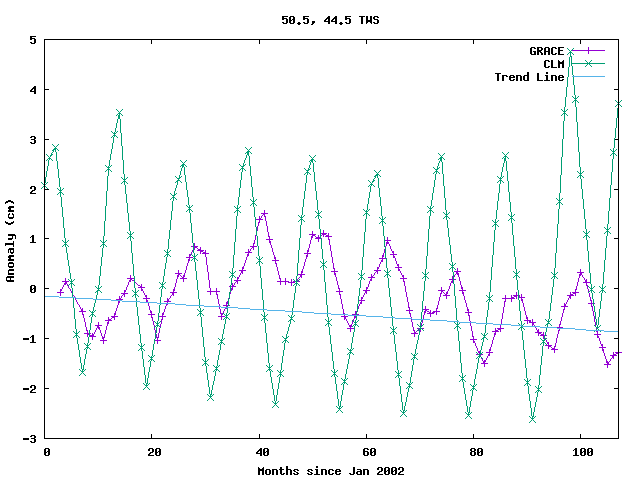 50.5, 44.5 TWS
GRACE
CLM
Trend Line
5
4
3
2
1
0
-1
-2
-3
Anomaly (cm)
0 20 40 60 80 100
Months since Jan 2002